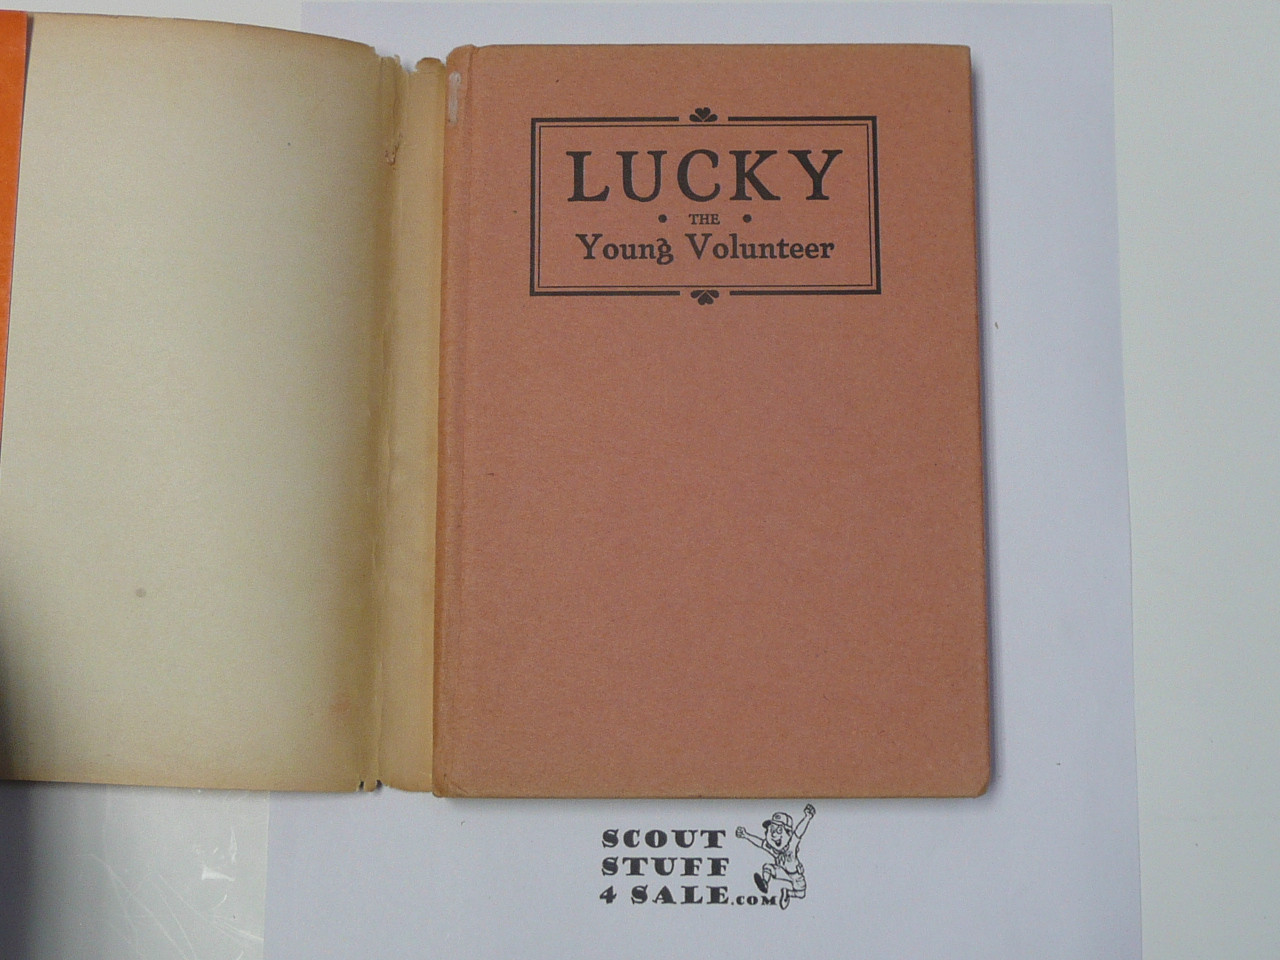 LUCKY
• THE •
Young Volunteer
SCOUT
STUFF
4 SALE.COM